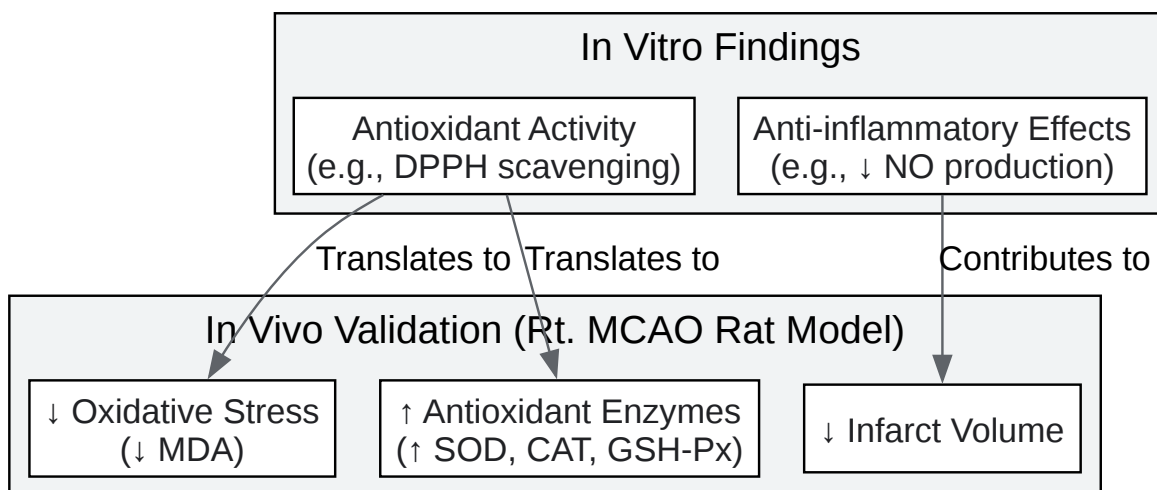 In Vitro Findings
Antioxidant Activity
(e.g., DPPH scavenging)
Anti-inflammatory Effects
(e.g., ↓ NO production)
Translates to
Translates to
Contributes to
In Vivo Validation (Rt. MCAO Rat Model)
↓ Oxidative Stress
(↓ MDA)
↑ Antioxidant Enzymes
(↑ SOD, CAT, GSH-Px)
↓ Infarct Volume